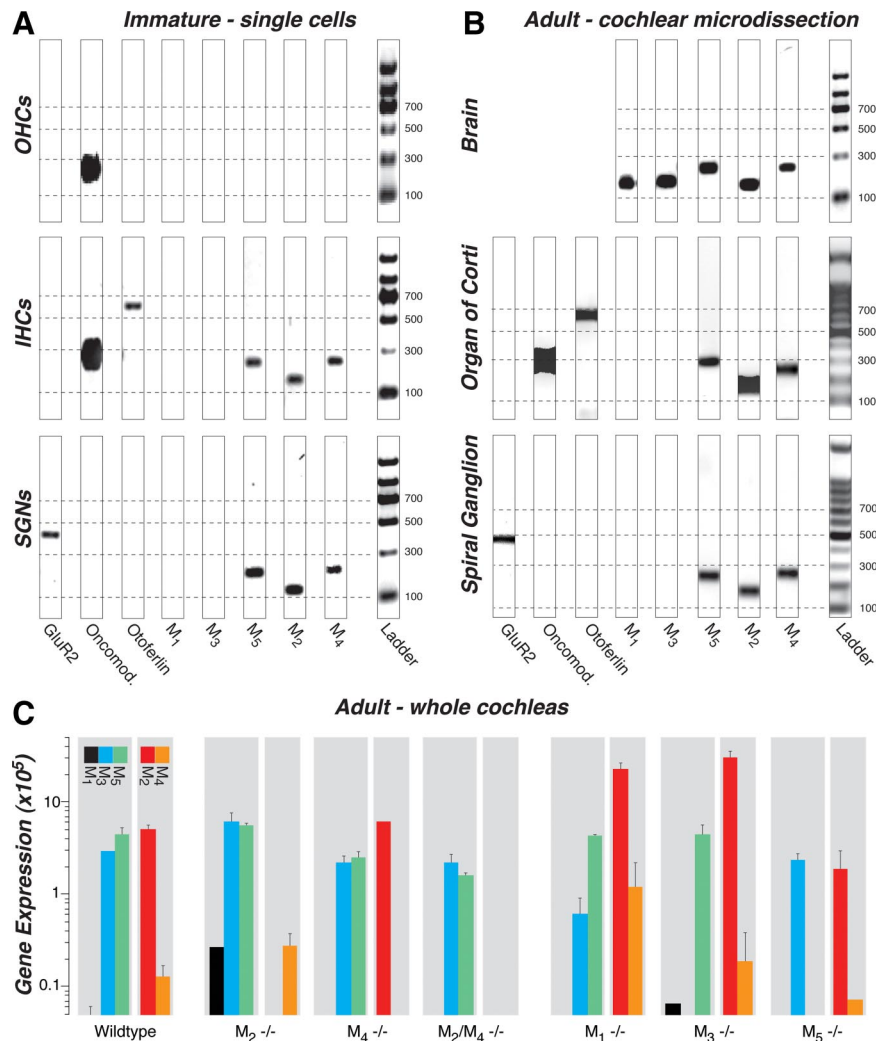 A Immature - single cells
B Adult - cochlear microdissection
OHCs
700
500
300
100
IHCs
700
500
300
100
SGNs
700
500
300
100
GluR2 Oncomod. Otoferlin M1 M3 M5 M2 M4 Ladder
Brain
700
500
300
100
Organ of Corti
700
500
300
100
Spiral Ganglion
700
500
300
100
GluR2 Oncomod. Otoferlin M1 M3 M5 M2 M4 Ladder
C Adult - whole cochleas
Gene Expression (x10⁵)
10
1
0.1
M1 M3 M5 M2 M4
Wildtype M2 -/- M4 -/- M2/M4 -/- M1 -/- M3 -/- M5 -/-